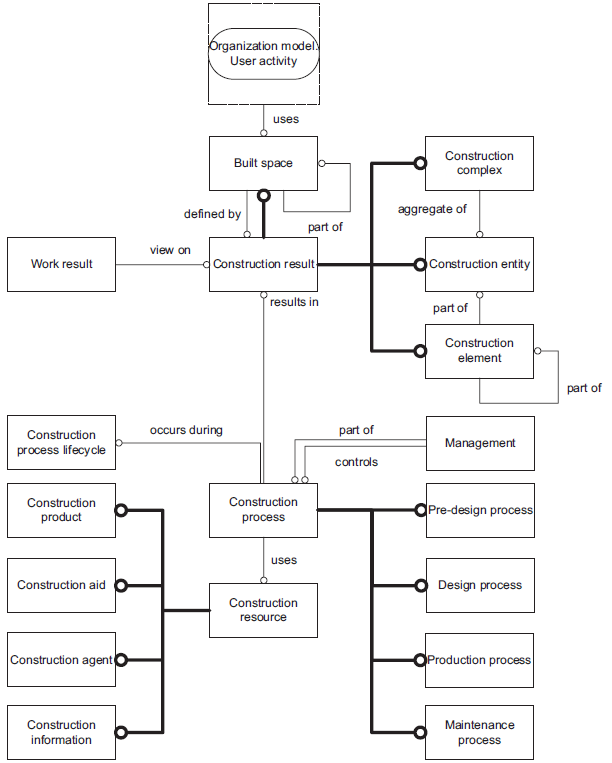 Organization model.
User activity
uses
Built space
Construction
complex
defined by
part of
aggregate of
Work result
view on
Construction result
Construction entity
results in
part of
Construction
element
part of
Construction
process lifecycle
occurs during
part of
controls
Management
Construction
product
Construction
process
Pre-design process
uses
Construction aid
Construction
resource
Design process
Construction agent
Production process
Construction
information
Maintenance
process